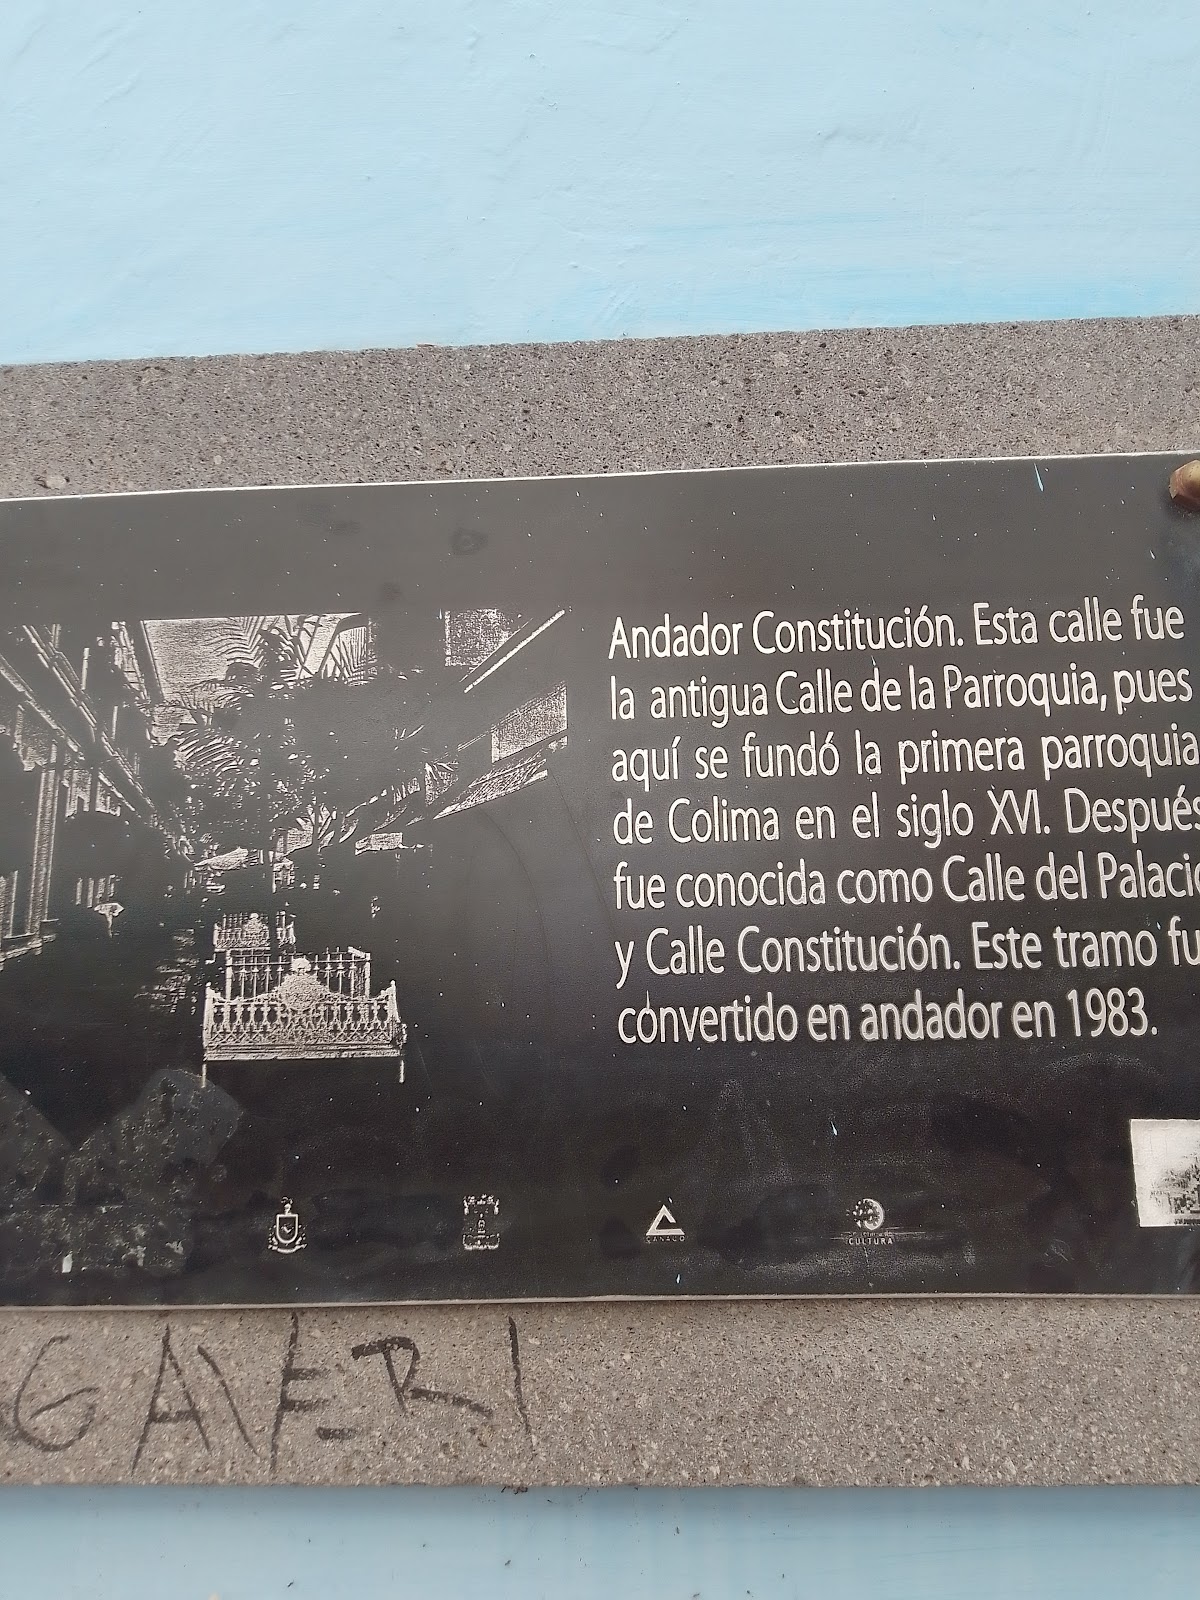 Andador Constitución. Esta calle fue
la antigua Calle de la Parroquia, pues
aquí se fundó la primera parroquia
de Colima en el siglo XVI. Después
fue conocida como Calle del Palacio
y Calle Constitución. Este tramo fu
convertido en andador en 1983.
CANACO
CULTURA
GAVERI